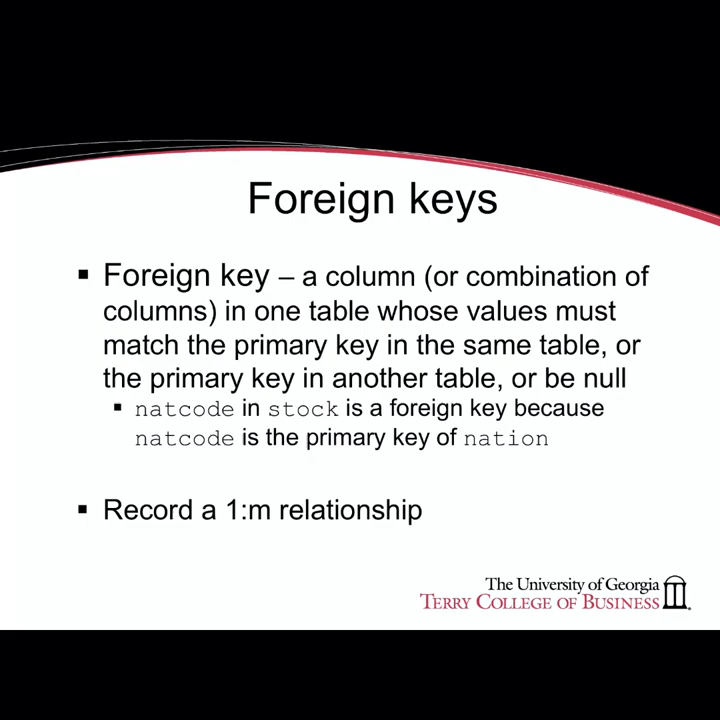 Foreign keys
▪ Foreign key – a column (or combination of
columns) in one table whose values must
match the primary key in the same table, or
the primary key in another table, or be null
▪ natcode in stock is a foreign key because
natcode is the primary key of nation
▪ Record a 1:m relationship
The University of Georgia
TERRY COLLEGE OF BUSINESS